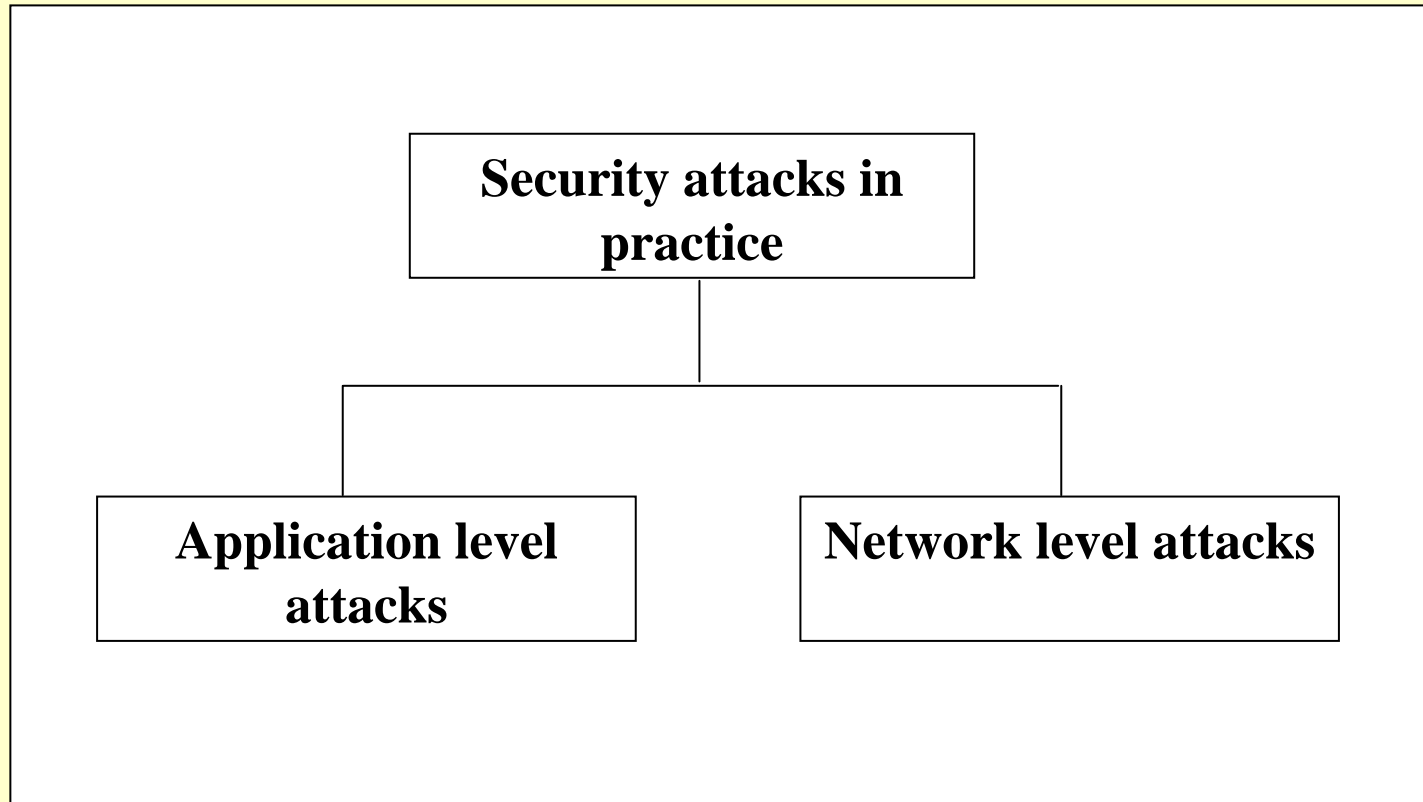 Security attacks in
practice
Application level
attacks
Network level attacks